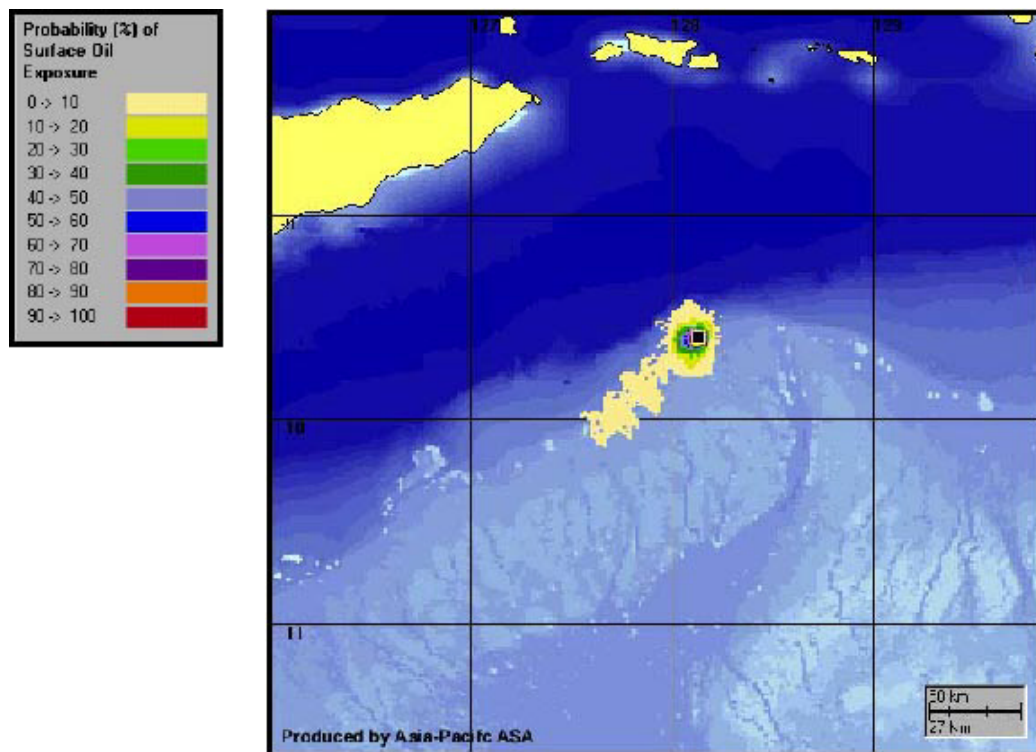 Probability (%) of
Surface Oil
Exposure
0 -> 10
10 -> 20
20 -> 30
30 -> 40
40 -> 50
50 -> 60
60 -> 70
70 -> 80
80 -> 90
90 -> 100
127 128 129
10
11
50 km
27 NM
Produced by Asia-Pacific ASA